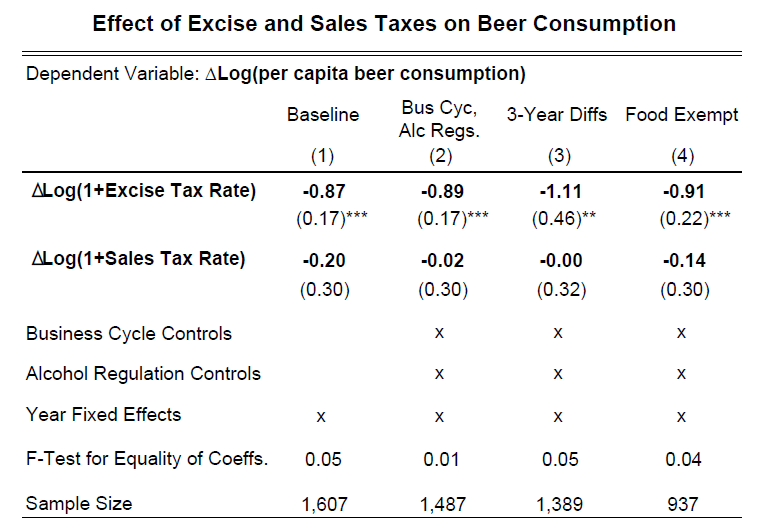 Effect of Excise and Sales Taxes on Beer Consumption
Dependent Variable: ΔLog(per capita beer consumption)
Baseline Bus Cyc, Alc Regs. 3-Year Diffs Food Exempt
(1) (2) (3) (4)
ΔLog(1+Excise Tax Rate) -0.87 -0.89 -1.11 -0.91
(0.17)*** (0.17)*** (0.46)** (0.22)***
ΔLog(1+Sales Tax Rate) -0.20 -0.02 -0.00 -0.14
(0.30) (0.30) (0.32) (0.30)
Business Cycle Controls x x x
Alcohol Regulation Controls x x x
Year Fixed Effects x x x x
F-Test for Equality of Coeffs. 0.05 0.01 0.05 0.04
Sample Size 1,607 1,487 1,389 937